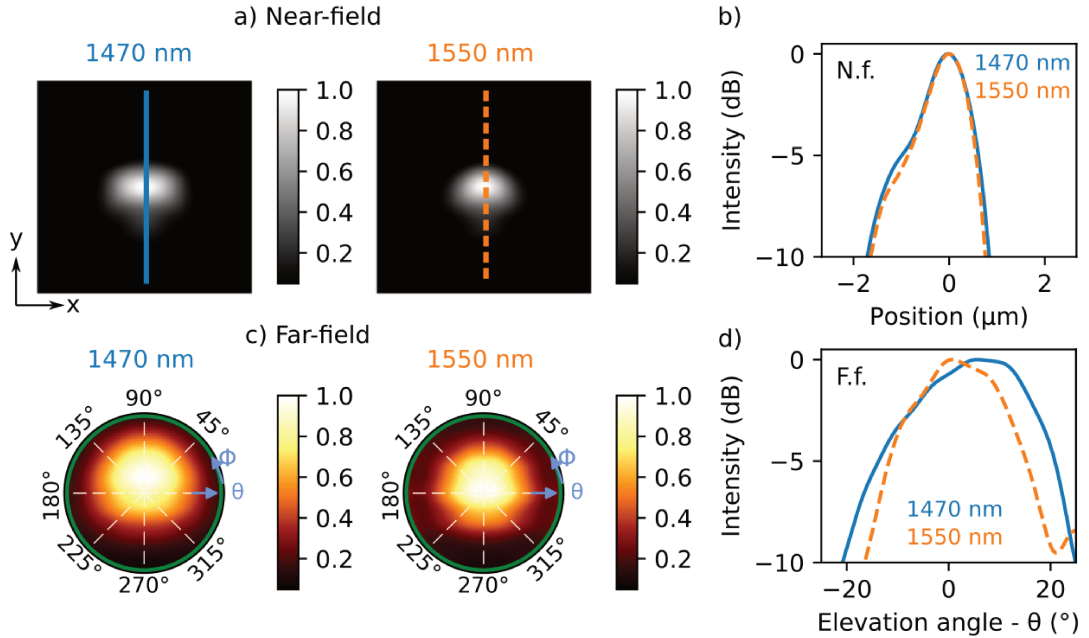 a) Near-field
1470 nm
1550 nm
1.0
0.8
0.6
0.4
0.2
1.0
0.8
0.6
0.4
0.2
y
x
b)
N.f.
1470 nm
1550 nm
0
−5
−10
Intensity (dB)
−2
0
2
Position (μm)
c) Far-field
1470 nm
1550 nm
90°
45°
135°
180°
225°
270°
315°
Φ
θ
1.0
0.8
0.6
0.4
0.2
90°
45°
135°
180°
225°
270°
315°
Φ
θ
1.0
0.8
0.6
0.4
0.2
d)
F.f.
1470 nm
1550 nm
0
−5
−10
Intensity (dB)
−20
0
20
Elevation angle - θ (°)